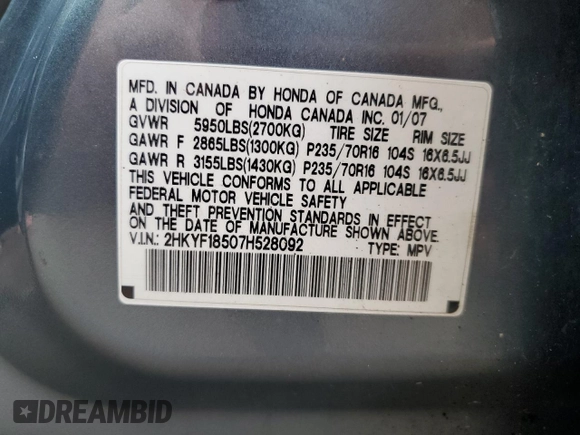 MFD. IN CANADA BY HONDA OF CANADA MFG.,
A DIVISION OF HONDA CANADA INC. 01/07
GVWR 5950LBS(2700KG) TIRE SIZE RIM SIZE
GAWR F 2865LBS(1300KG) P235/70R16 104S 16X6.5JJ
GAWR R 3155LBS(1430KG) P235/70R16 104S 16X6.5JJ
THIS VEHICLE CONFORMS TO ALL APPLICABLE
FEDERAL MOTOR VEHICLE SAFETY
AND THEFT PREVENTION STANDARDS IN EFFECT
ON THE DATE OF MANUFACTURE SHOWN ABOVE.
V.I.N.: 2HKYF18507H528092 TYPE: MPV
DREAMBID